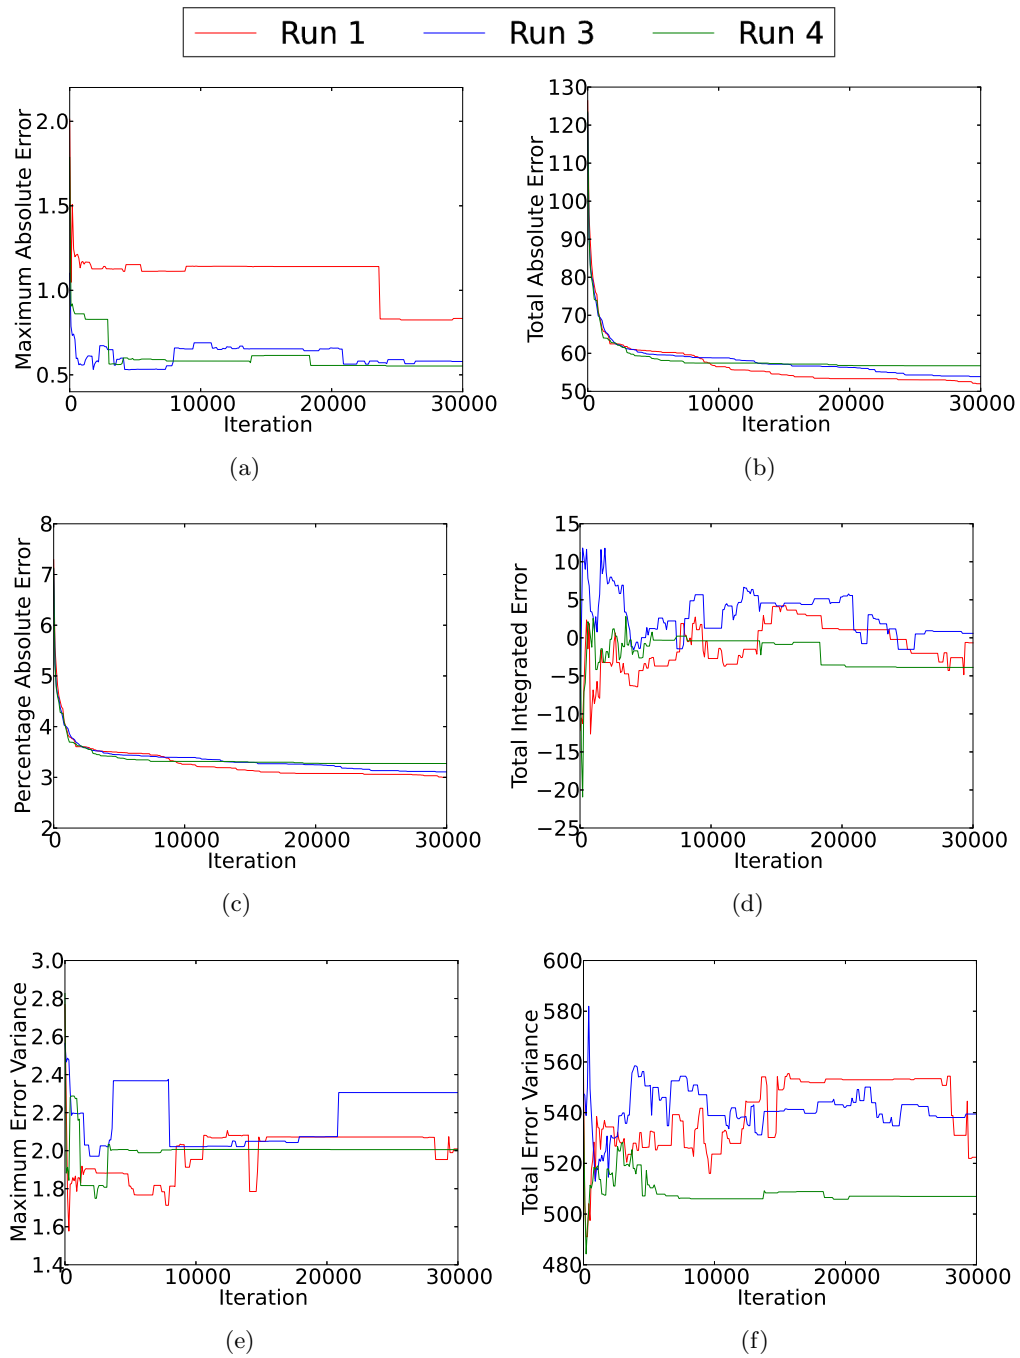 Run 1 Run 3 Run 4
Maximum Absolute Error
2.0
1.5
1.0
0.5
0 10000 20000 30000
Iteration
(a)
Total Absolute Error
130
120
110
100
90
80
70
60
50
0 10000 20000 30000
Iteration
(b)
Percentage Absolute Error
8
7
6
5
4
3
2
0 10000 20000 30000
Iteration
(c)
Total Integrated Error
15
10
5
0
−5
−10
−15
−20
−25
0 10000 20000 30000
Iteration
(d)
Maximum Error Variance
3.0
2.8
2.6
2.4
2.2
2.0
1.8
1.6
1.4
0 10000 20000 30000
Iteration
(e)
Total Error Variance
600
580
560
540
520
500
480
0 10000 20000 30000
Iteration
(f)